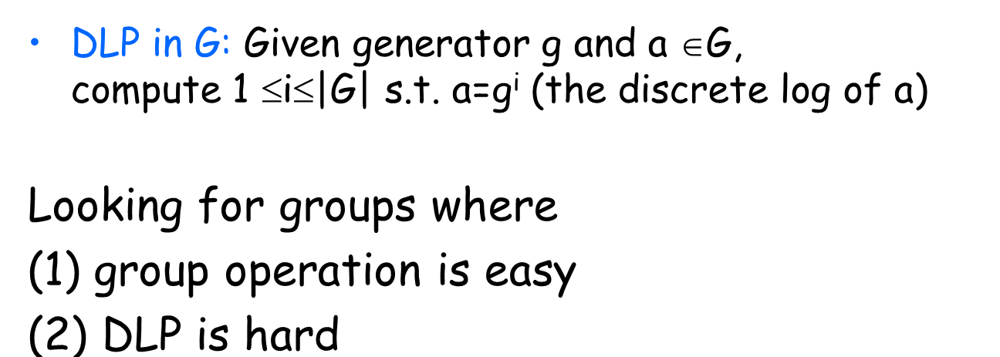 • DLP in G: Given generator g and a ∈G,
compute 1 ≤i≤|G| s.t. a=gⁱ (the discrete log of a)
Looking for groups where
(1) group operation is easy
(2) DLP is hard